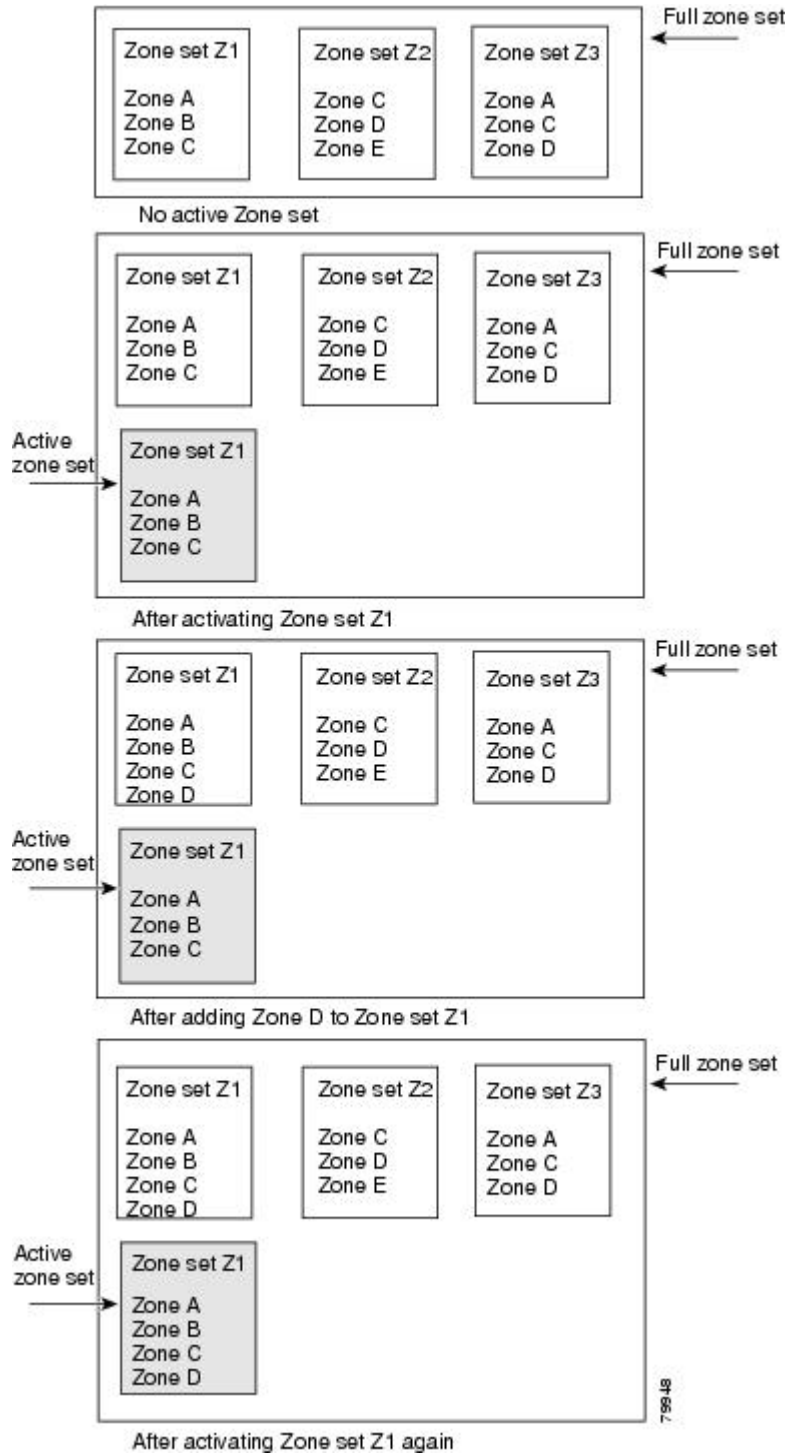 Full zone set
Zone set Z1
Zone A
Zone B
Zone C
Zone set Z2
Zone C
Zone D
Zone E
Zone set Z3
Zone A
Zone C
Zone D
No active Zone set
Full zone set
Zone set Z1
Zone A
Zone B
Zone C
Zone set Z2
Zone C
Zone D
Zone E
Zone set Z3
Zone A
Zone C
Zone D
Active
zone set
Zone set Z1
Zone A
Zone B
Zone C
After activating Zone set Z1
Full zone set
Zone set Z1
Zone A
Zone B
Zone C
Zone D
Zone set Z2
Zone C
Zone D
Zone E
Zone set Z3
Zone A
Zone C
Zone D
Active
zone set
Zone set Z1
Zone A
Zone B
Zone C
After adding Zone D to Zone set Z1
Full zone set
Zone set Z1
Zone A
Zone B
Zone C
Zone D
Zone set Z2
Zone C
Zone D
Zone E
Zone set Z3
Zone A
Zone C
Zone D
Active
zone set
Zone set Z1
Zone A
Zone B
Zone C
Zone D
79948
After activating Zone set Z1 again